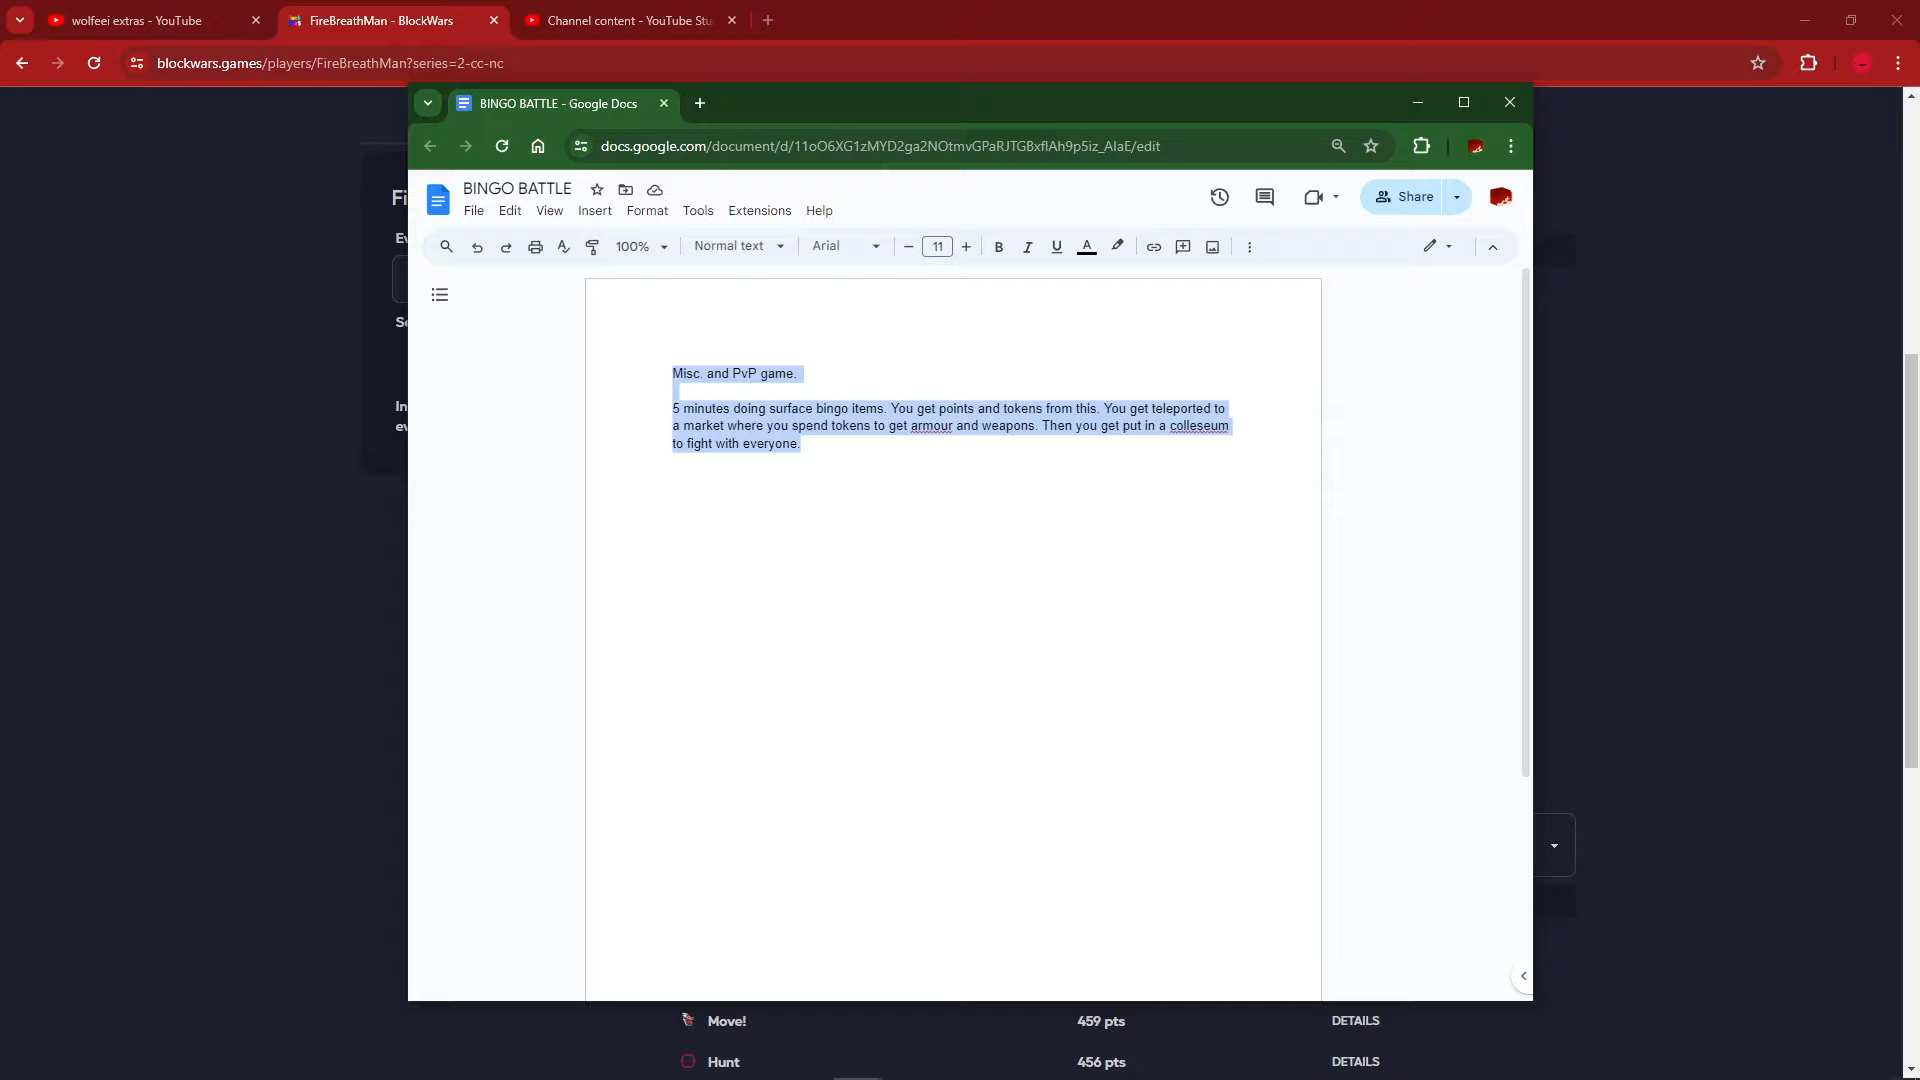 wolfeei extras - YouTube
FireBreathMan - BlockWars
Channel content - YouTube Stu
blockwars.games/players/FireBreathMan?series=2-cc-nc
BINGO BATTLE - Google Docs
docs.google.com/document/d/11oO6XG1zMYD2ga2NOtmvGPaRJTGBxflAh9p5iz_AlaE/edit
BINGO BATTLE
File Edit View Insert Format Tools Extensions Help
Share
100% Normal text Arial 11 B I U A
Fi
Ev
Se
In
ev
Misc. and PvP game.
5 minutes doing surface bingo items. You get points and tokens from this. You get teleported to
a market where you spend tokens to get armour and weapons. Then you get put in a colleseum
to fight with everyone.
Move! 459 pts DETAILS
Hunt 456 pts DETAILS